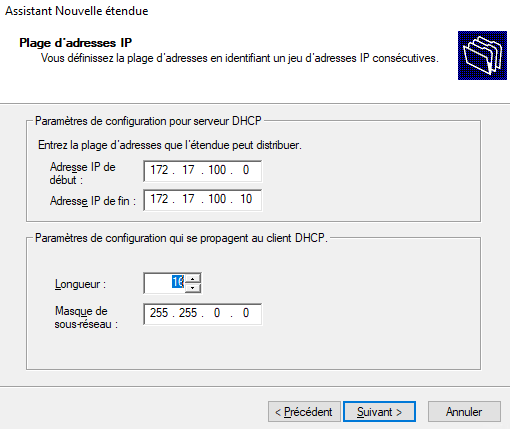 Assistant Nouvelle étendue
Plage d'adresses IP
Vous définissez la plage d'adresses en identifiant un jeu d'adresses IP consécutives.
Paramètres de configuration pour serveur DHCP
Entrez la plage d'adresses que l'étendue peut distribuer.
Adresse IP de début : 172 . 17 . 100 . 0
Adresse IP de fin : 172 . 17 . 100 . 10
Paramètres de configuration qui se propagent au client DHCP.
Longueur : 16
Masque de sous-réseau : 255 . 255 . 0 . 0
< Précédent Suivant > Annuler